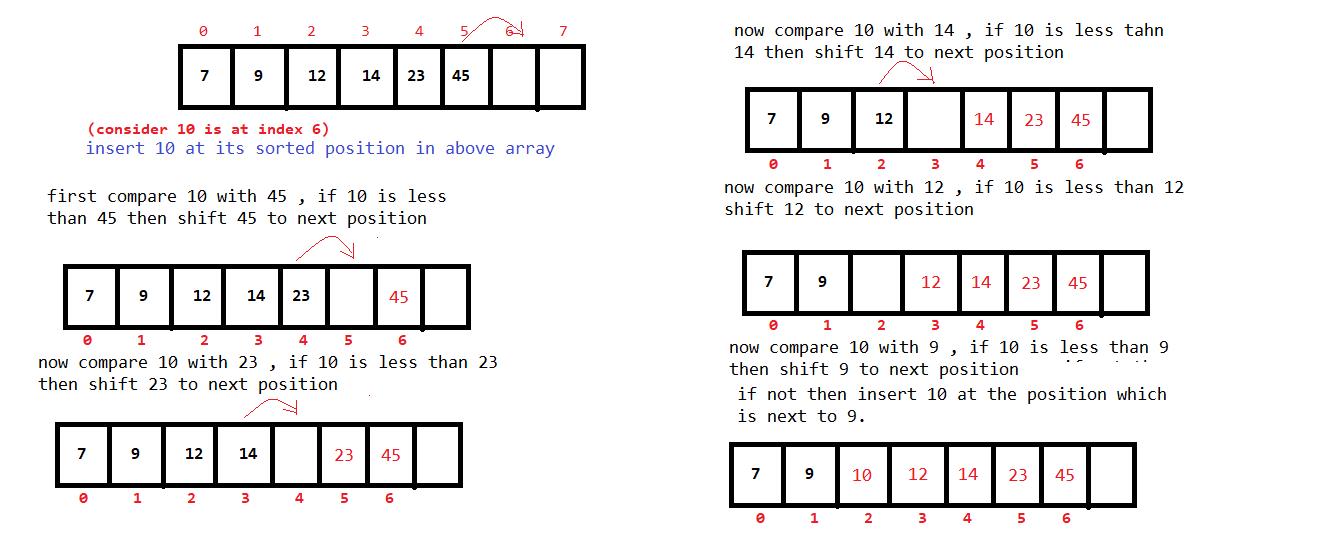 0 1 2 3 4 5 6 7
7 9 12 14 23 45
(consider 10 is at index 6)
insert 10 at its sorted position in above array
first compare 10 with 45 , if 10 is less
than 45 then shift 45 to next position
7 9 12 14 23 45
0 1 2 3 4 5 6
now compare 10 with 23 , if 10 is less than 23
then shift 23 to next position
7 9 12 14 23 45
0 1 2 3 4 5 6
now compare 10 with 14 , if 10 is less tahn
14 then shift 14 to next position
7 9 12 14 23 45
0 1 2 3 4 5 6
now compare 10 with 12 , if 10 is less than 12
shift 12 to next position
7 9 12 14 23 45
0 1 2 3 4 5 6
now compare 10 with 9 , if 10 is less than 9
then shift 9 to next position
if not then insert 10 at the position which
is next to 9.
7 9 10 12 14 23 45
0 1 2 3 4 5 6